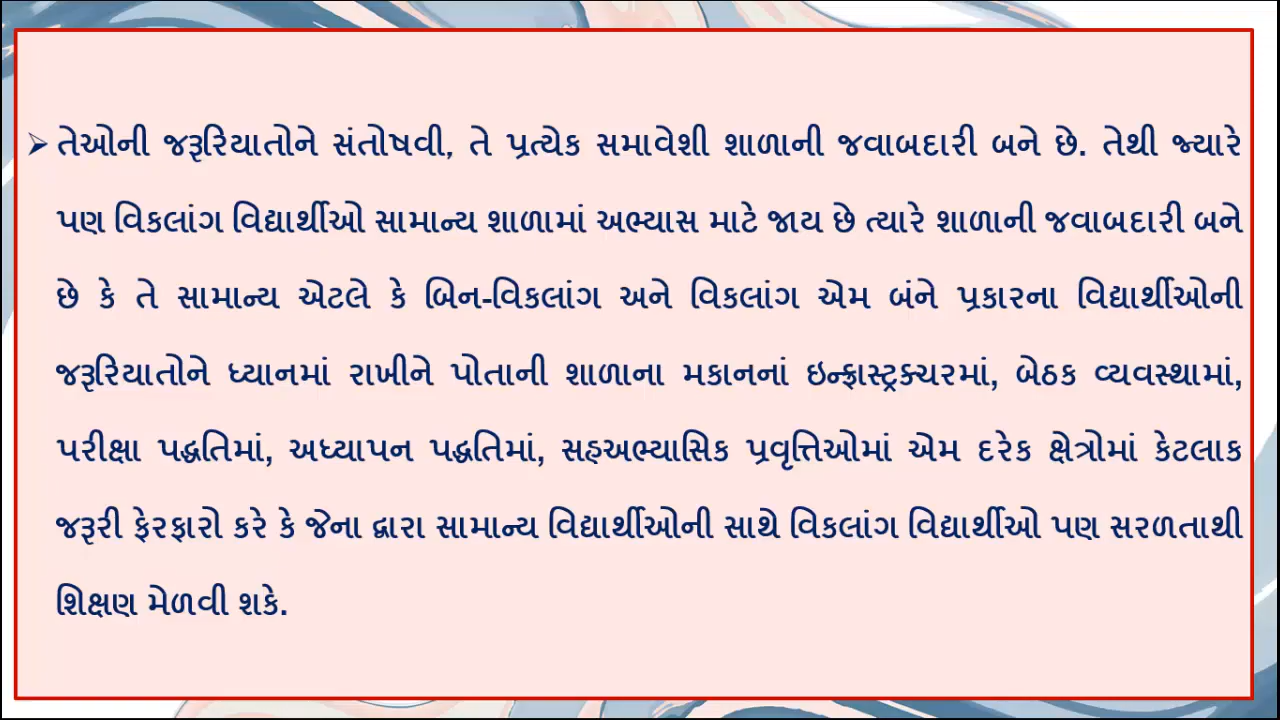 ➢ તેઓની જરૂરિયાતોને સંતોષવી, તે પ્રત્યેક સમાવેશી શાળાની જવાબદારી બને છે. તેથી જ્યારે
પણ વિકલાંગ વિદ્યાર્થીઓ સામાન્ય શાળામાં અભ્યાસ માટે જાય છે ત્યારે શાળાની જવાબદારી બને
છે કે તે સામાન્ય એટલે કે બિન-વિકલાંગ અને વિકલાંગ એમ બંને પ્રકારના વિદ્યાર્થીઓની
જરૂરિયાતોને ધ્યાનમાં રાખીને પોતાની શાળાના મકાનનાં ઇન્ફ્રાસ્ટ્રક્ચરમાં, બેઠક વ્યવસ્થામાં,
પરીક્ષા પદ્ધતિમાં, અધ્યાપન પદ્ધતિમાં, સહઅભ્યાસિક પ્રવૃત્તિઓમાં એમ દરેક ક્ષેત્રોમાં કેટલાક
જરૂરી ફેરફારો કરે કે જેના દ્વારા સામાન્ય વિદ્યાર્થીઓની સાથે વિકલાંગ વિદ્યાર્થીઓ પણ સરળતાથી
શિક્ષણ મેળવી શકે.